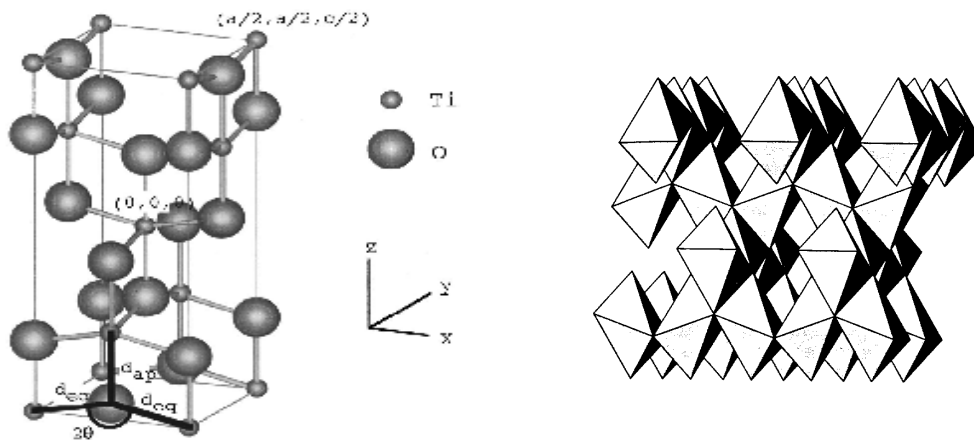 (a/2,a/2,c/2)
Ti
O
(0,0,0)
z
Y
X
d_ap
d_eq
d_eq
2θ